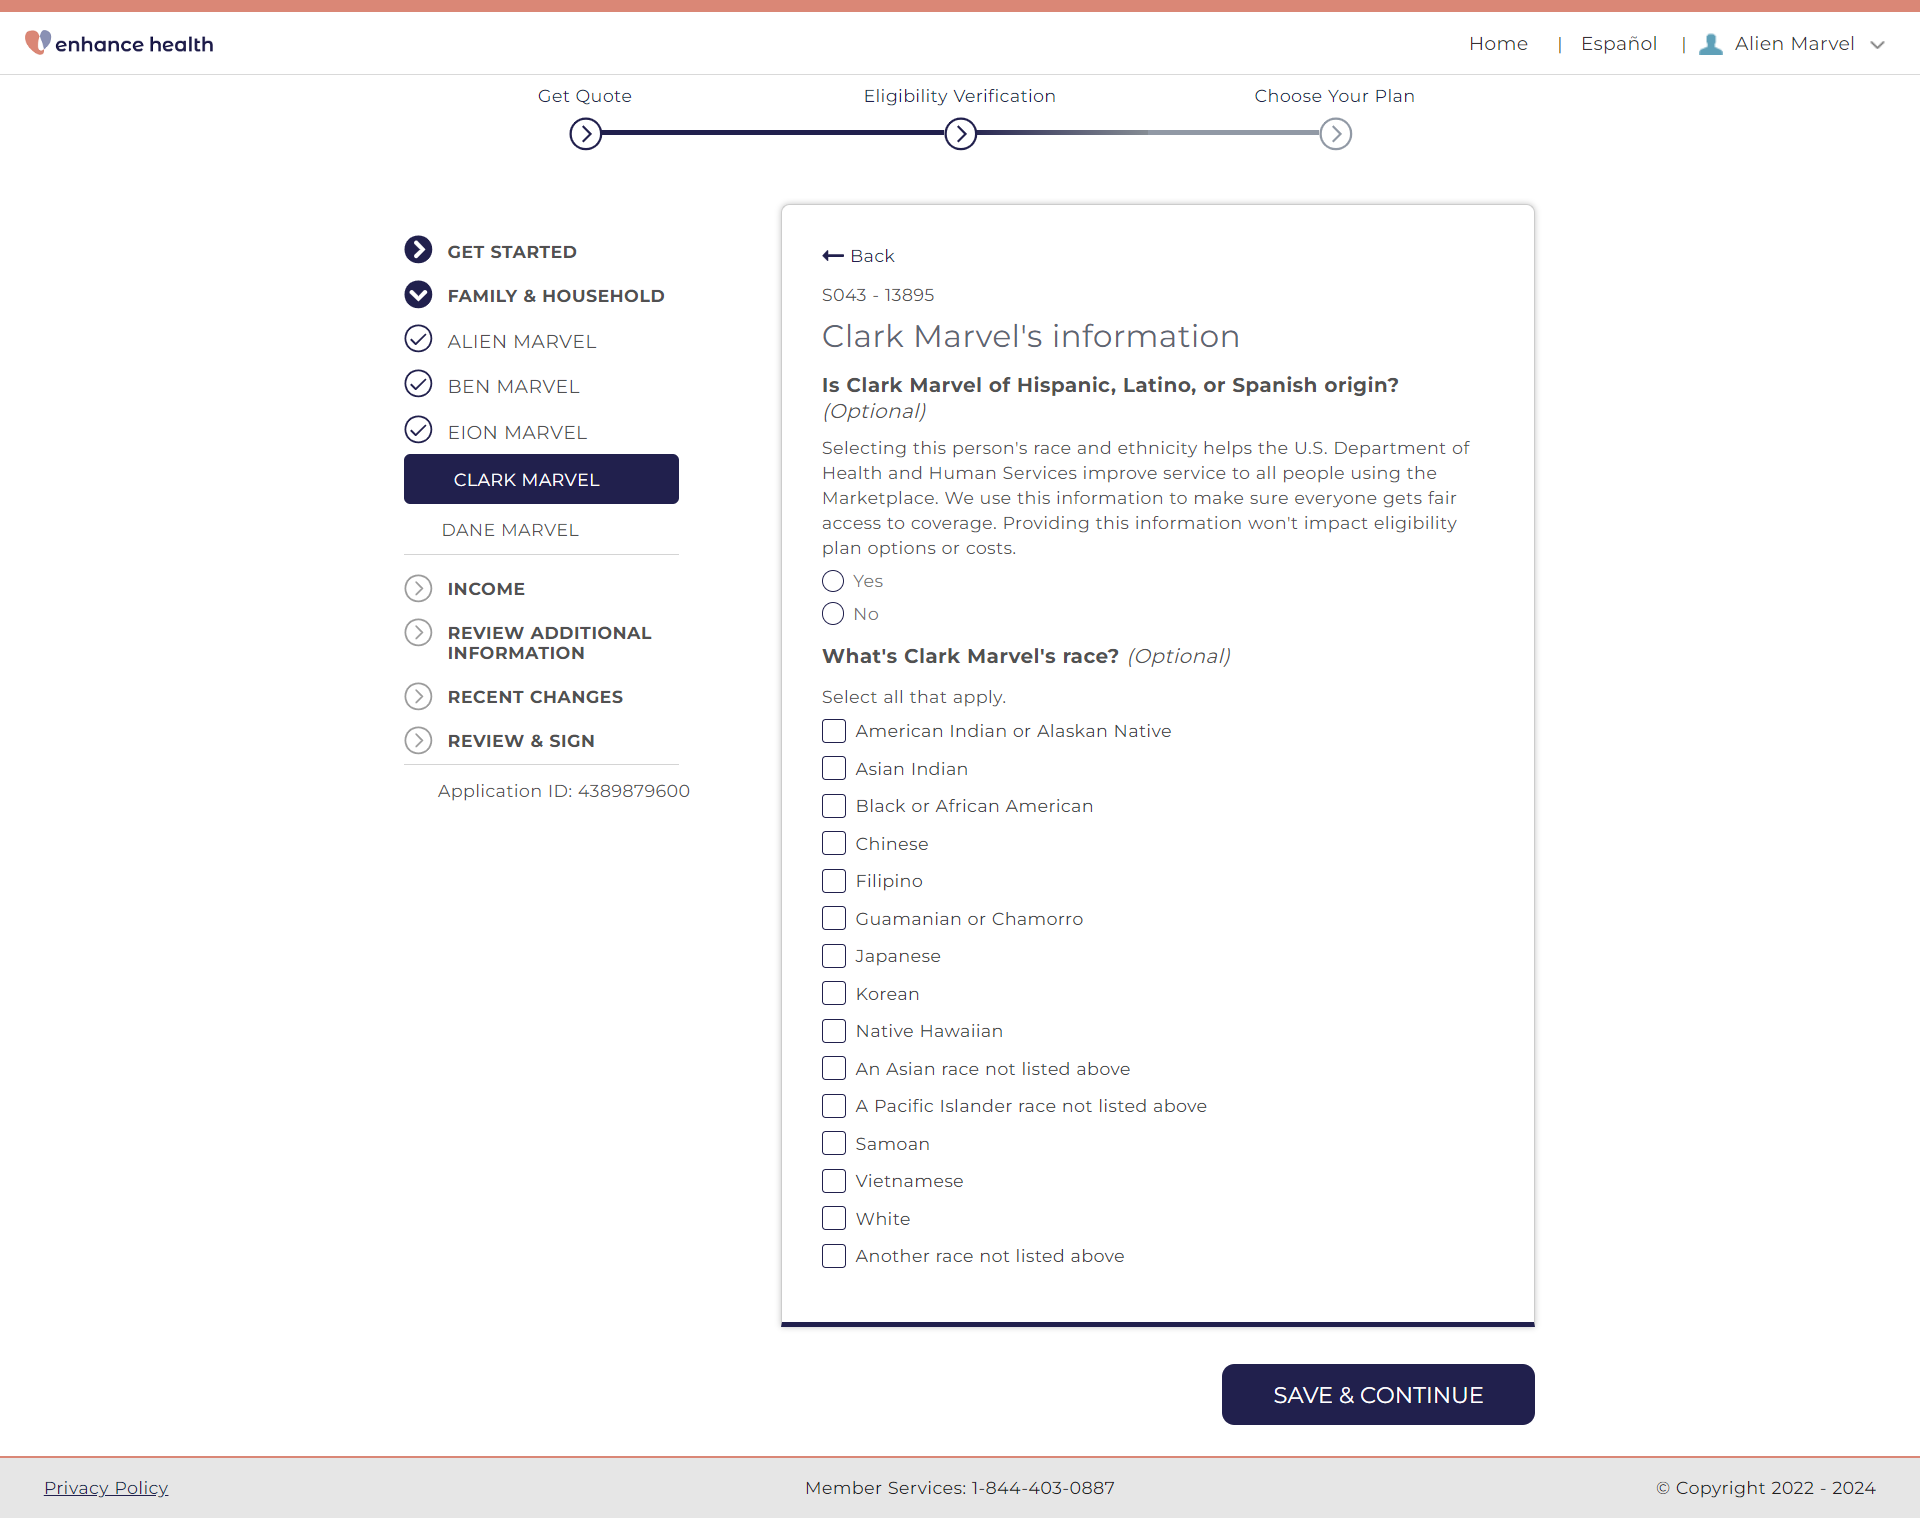 enhance health
Home | Español | Alien Marvel
Get Quote
Eligibility Verification
Choose Your Plan
GET STARTED
FAMILY & HOUSEHOLD
ALIEN MARVEL
BEN MARVEL
EION MARVEL
CLARK MARVEL
DANE MARVEL
INCOME
REVIEW ADDITIONAL
INFORMATION
RECENT CHANGES
REVIEW & SIGN
Application ID: 4389879600
Back
S043 - 13895
Clark Marvel's information
Is Clark Marvel of Hispanic, Latino, or Spanish origin?
(Optional)
Selecting this person's race and ethnicity helps the U.S. Department of
Health and Human Services improve service to all people using the
Marketplace. We use this information to make sure everyone gets fair
access to coverage. Providing this information won't impact eligibility
plan options or costs.
Yes
No
What's Clark Marvel's race? (Optional)
Select all that apply.
American Indian or Alaskan Native
Asian Indian
Black or African American
Chinese
Filipino
Guamanian or Chamorro
Japanese
Korean
Native Hawaiian
An Asian race not listed above
A Pacific Islander race not listed above
Samoan
Vietnamese
White
Another race not listed above
SAVE & CONTINUE
Privacy Policy
Member Services: 1-844-403-0887
© Copyright 2022 - 2024